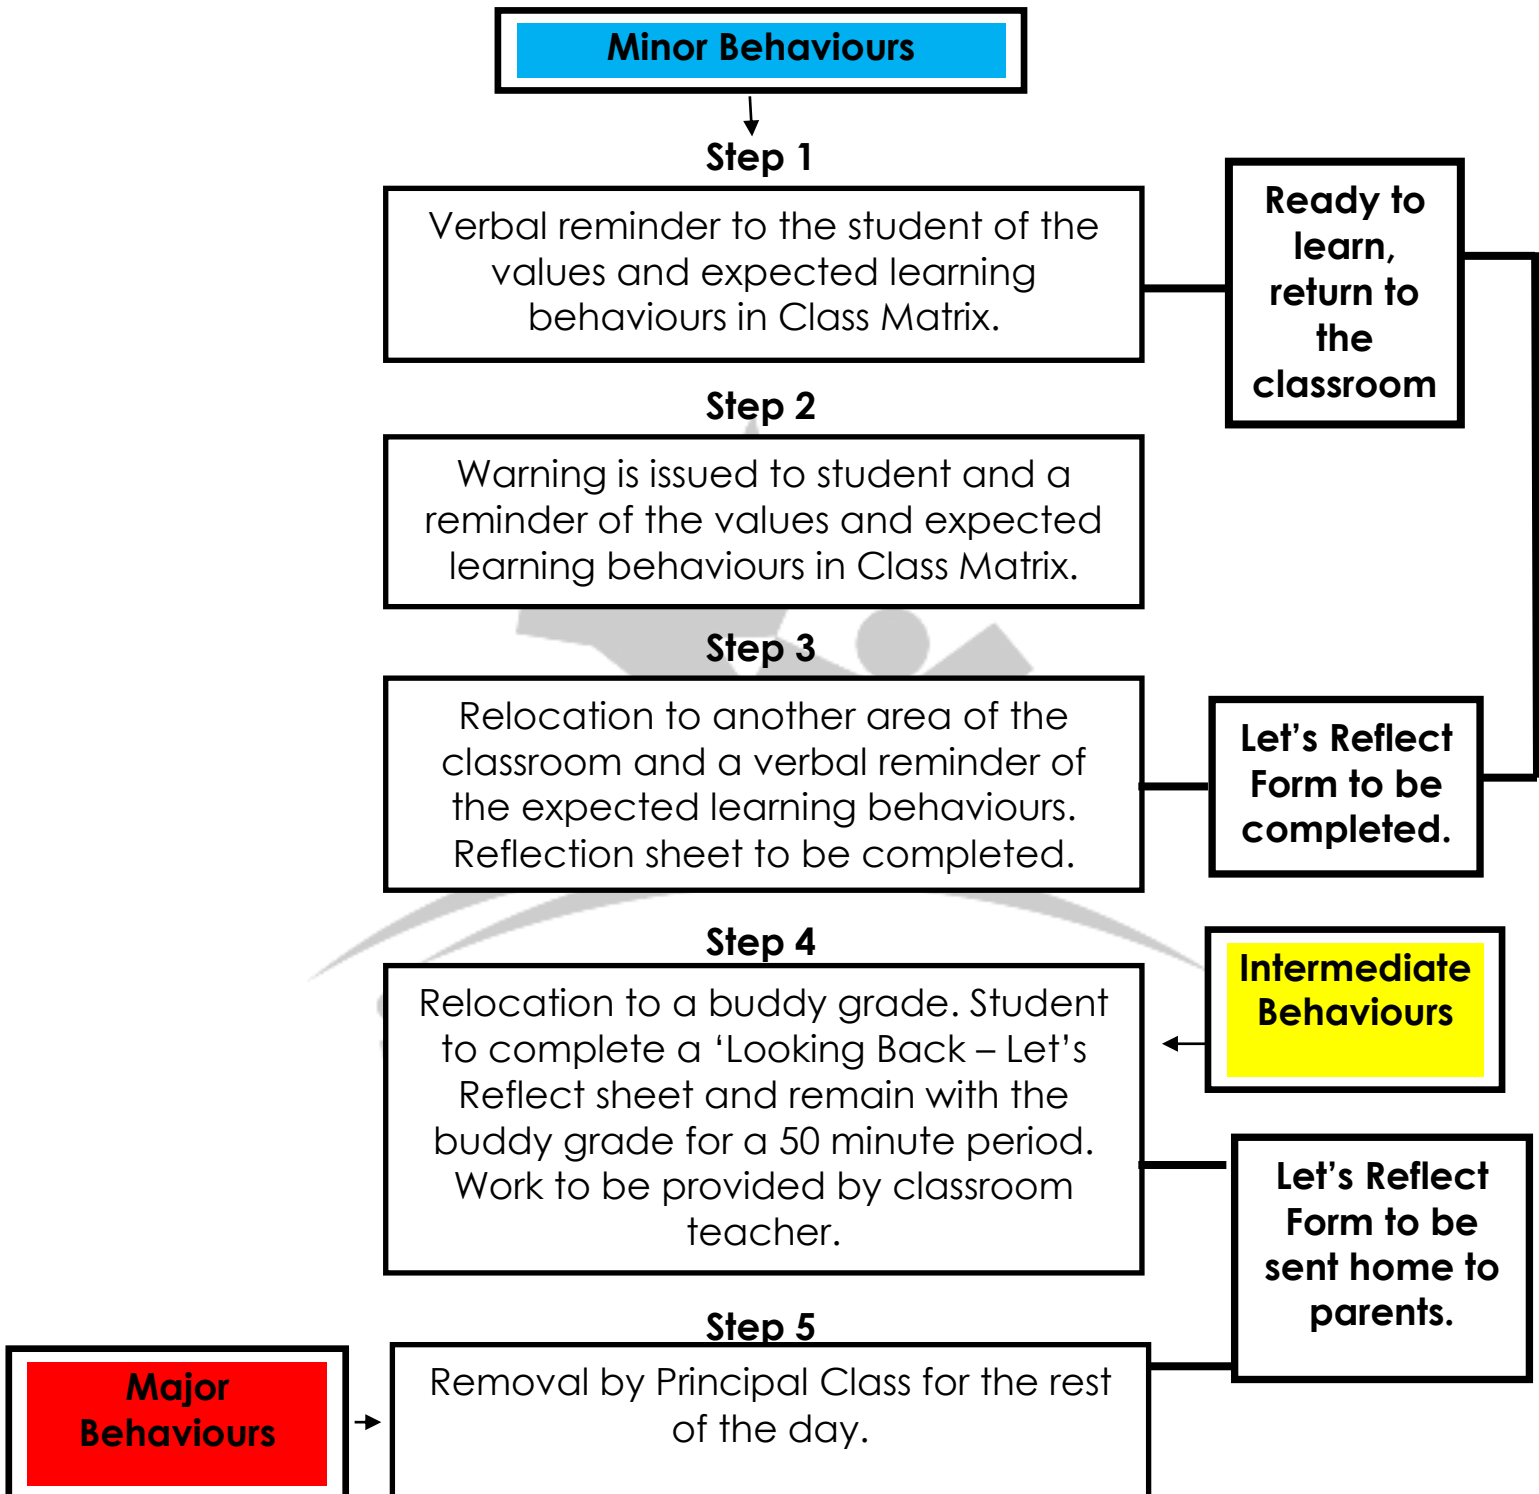 Minor Behaviours
Step 1
Verbal reminder to the student of the
values and expected learning
behaviours in Class Matrix.
Ready to
learn,
return to
the
classroom
Step 2
Warning is issued to student and a
reminder of the values and expected
learning behaviours in Class Matrix.
Step 3
Relocation to another area of the
classroom and a verbal reminder of
the expected learning behaviours.
Reflection sheet to be completed.
Let’s Reflect
Form to be
completed.
Step 4
Relocation to a buddy grade. Student
to complete a ‘Looking Back – Let’s
Reflect sheet and remain with the
buddy grade for a 50 minute period.
Work to be provided by classroom
teacher.
Intermediate
Behaviours
Let’s Reflect
Form to be
sent home to
parents.
Step 5
Removal by Principal Class for the rest
of the day.
Major
Behaviours